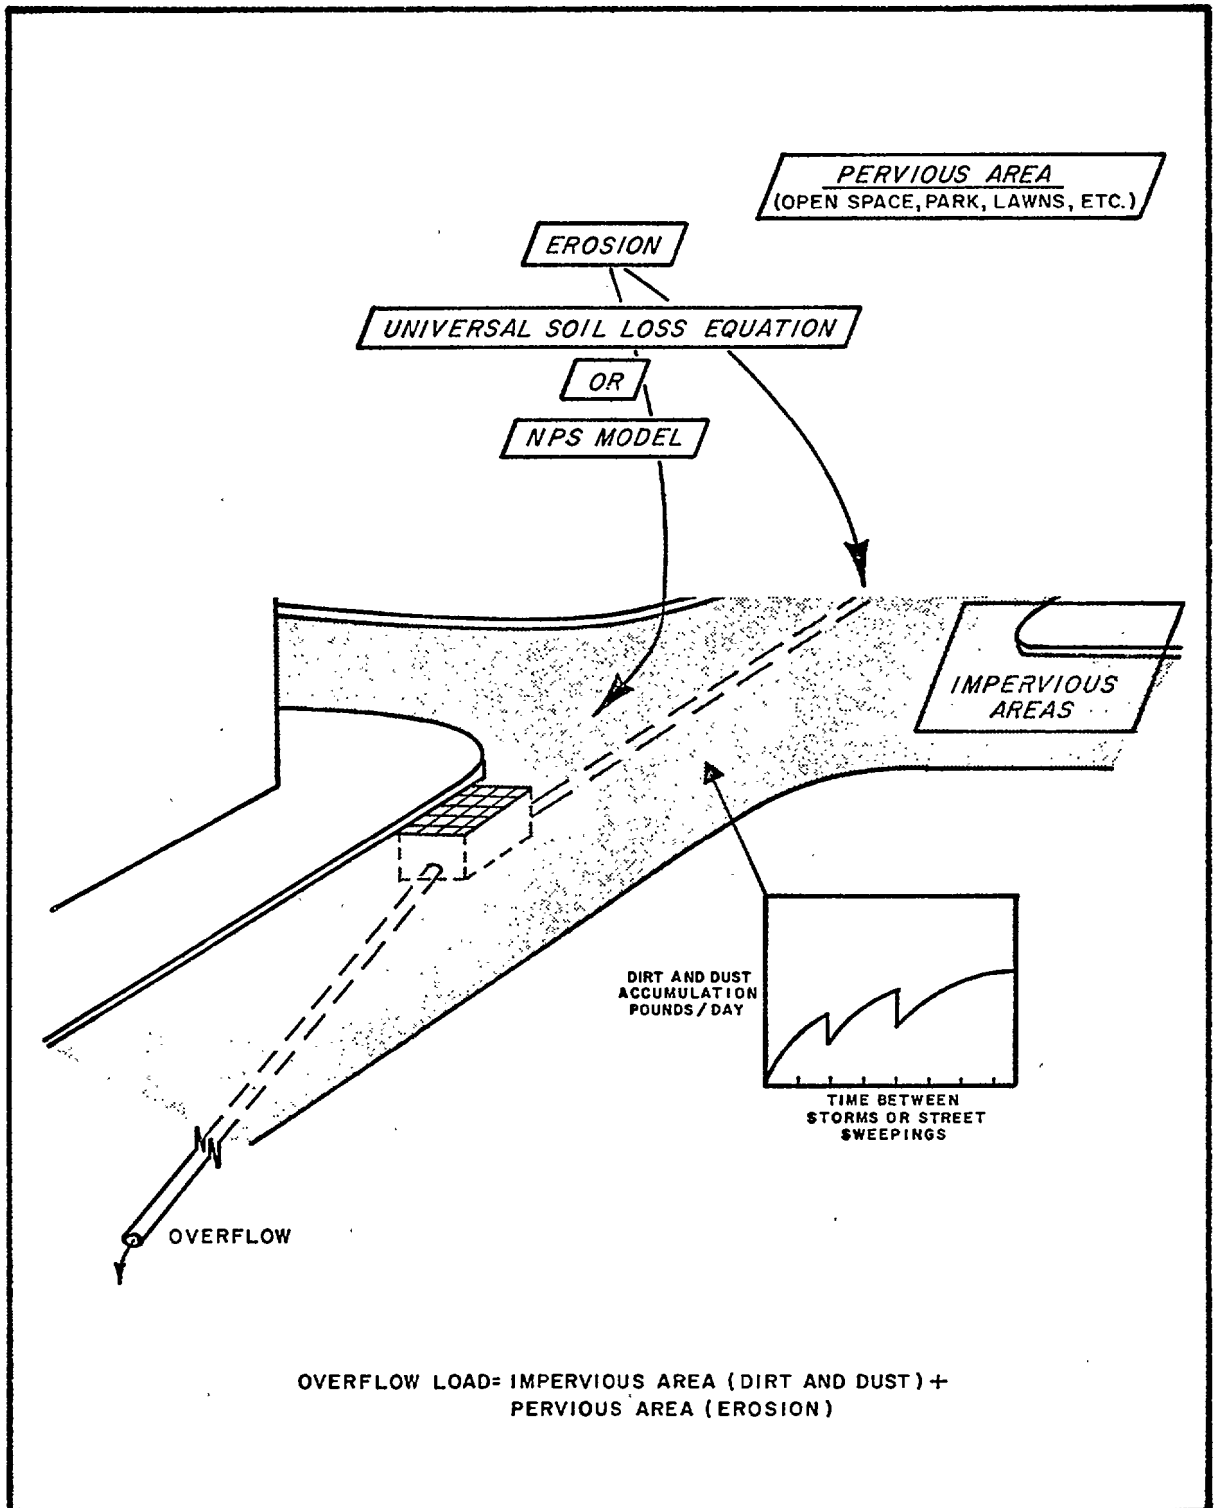 PERVIOUS AREA
(OPEN SPACE, PARK, LAWNS, ETC.)
EROSION
UNIVERSAL SOIL LOSS EQUATION
OR
NPS MODEL
IMPERVIOUS
AREAS
DIRT AND DUST
ACCUMULATION
POUNDS/DAY
TIME BETWEEN
STORMS OR STREET
SWEEPINGS
OVERFLOW
OVERFLOW LOAD= IMPERVIOUS AREA (DIRT AND DUST) +
PERVIOUS AREA (EROSION)